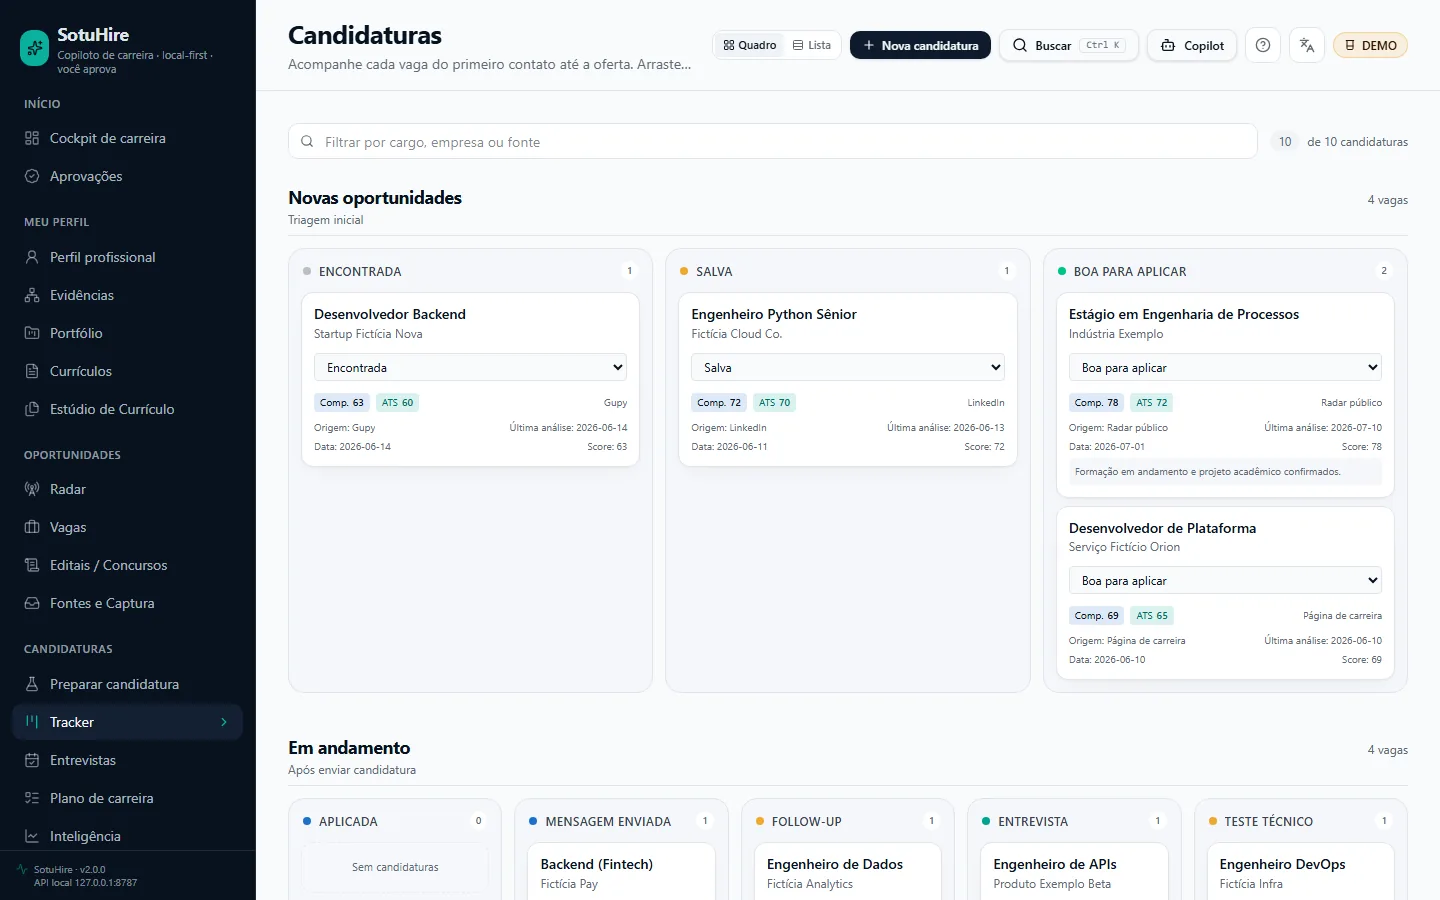 SotuHire
Copiloto de carreira · local-first ·
você aprova
INÍCIO
Cockpit de carreira
Aprovações
MEU PERFIL
Perfil profissional
Evidências
Portfólio
Currículos
Estúdio de Currículo
OPORTUNIDADES
Radar
Vagas
Editais / Concursos
Fontes e Captura
CANDIDATURAS
Preparar candidatura
Tracker
Entrevistas
Plano de carreira
Inteligência
SotuHire · v2.0.0
API local 127.0.0.1:8787
Candidaturas
Acompanhe cada vaga do primeiro contato até a oferta. Arraste...
Quadro
Lista
Nova candidatura
Buscar Ctrl K
Copilot
DEMO
Filtrar por cargo, empresa ou fonte
10 de 10 candidaturas
Novas oportunidades
Triagem inicial
4 vagas
ENCONTRADA 1
Desenvolvedor Backend
Startup Fictícia Nova
Encontrada
Comp. 63 ATS 60 Gupy
Origem: Gupy Última análise: 2026-06-14
Data: 2026-06-14 Score: 63
SALVA 1
Engenheiro Python Sênior
Fictícia Cloud Co.
Salva
Comp. 72 ATS 70 LinkedIn
Origem: LinkedIn Última análise: 2026-06-13
Data: 2026-06-11 Score: 72
BOA PARA APLICAR 2
Estágio em Engenharia de Processos
Indústria Exemplo
Boa para aplicar
Comp. 78 ATS 72 Radar público
Origem: Radar público Última análise: 2026-07-10
Data: 2026-07-01 Score: 78
Formação em andamento e projeto acadêmico confirmados.
Desenvolvedor de Plataforma
Serviço Fictício Orion
Boa para aplicar
Comp. 69 ATS 65 Página de carreira
Origem: Página de carreira Última análise: 2026-06-10
Data: 2026-06-10 Score: 69
Em andamento
Após enviar candidatura
4 vagas
APLICADA 0
Sem candidaturas
MENSAGEM ENVIADA 1
Backend (Fintech)
Fictícia Pay
FOLLOW-UP 1
Engenheiro de Dados
Fictícia Analytics
ENTREVISTA 1
Engenheiro de APIs
Produto Exemplo Beta
TESTE TÉCNICO 1
Engenheiro DevOps
Fictícia Infra